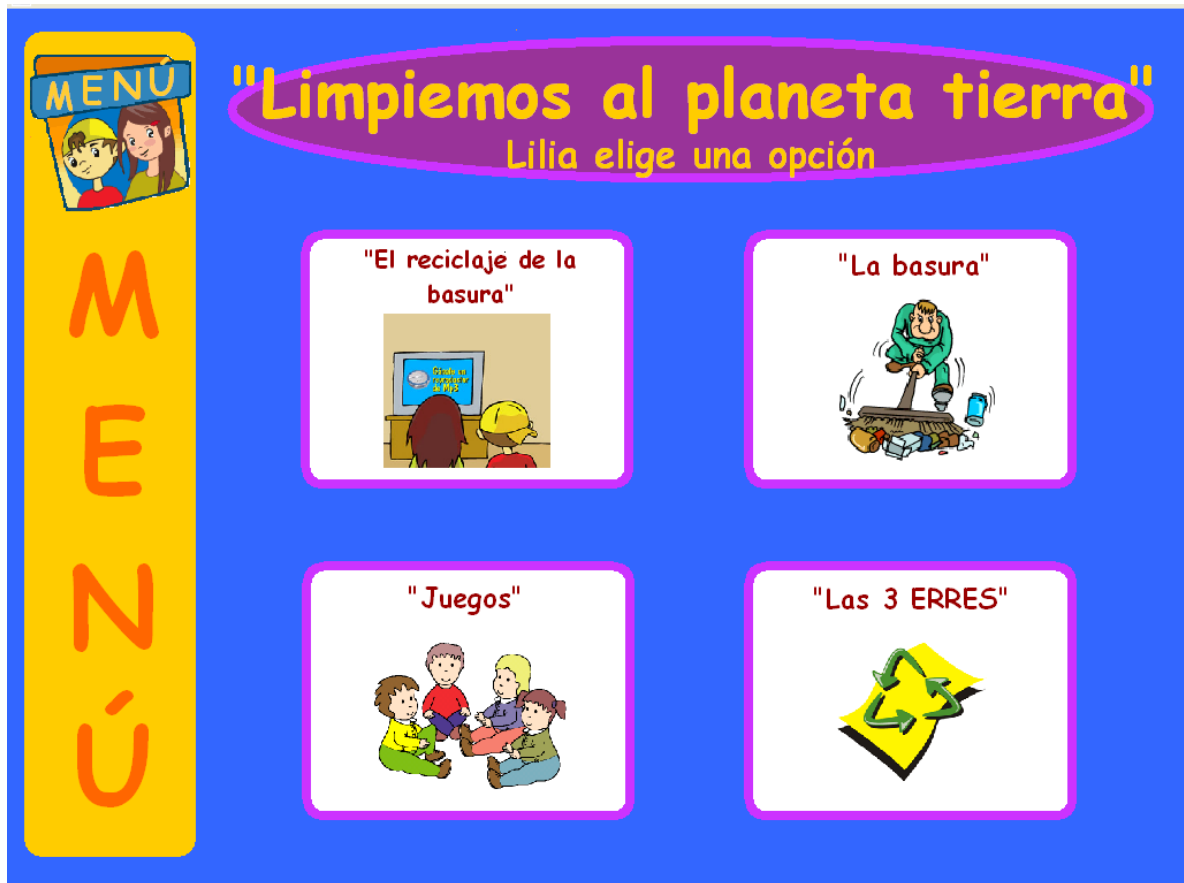 MENÚ
"Limpiemos al planeta tierra"
Lilia elige una opción
M
E
N
Ú
"El reciclaje de la
basura"
"La basura"
"Juegos"
"Las 3 ERRES"